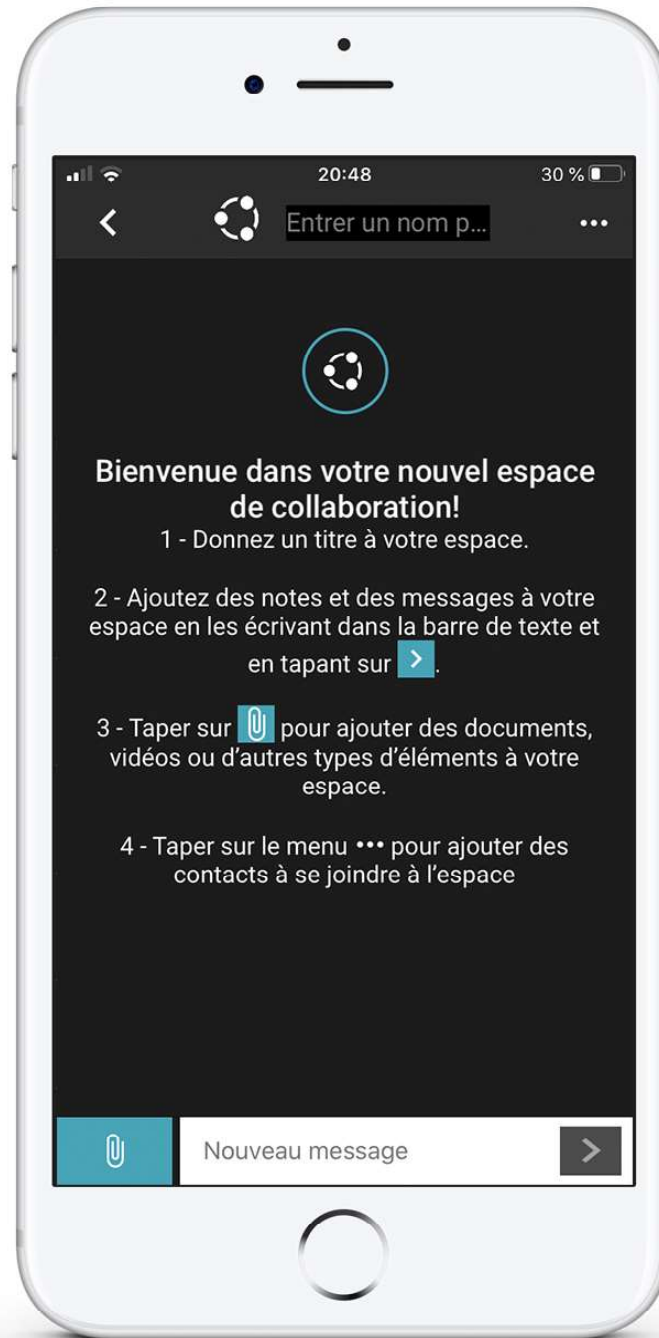 20:48
30 %
Entrer un nom p...
Bienvenue dans votre nouvel espace
de collaboration!
1 - Donnez un titre à votre espace.
2 - Ajoutez des notes et des messages à votre
espace en les écrivant dans la barre de texte et
en tapant sur >.
3 - Taper sur pour ajouter des documents,
vidéos ou d’autres types d’éléments à votre
espace.
4 - Taper sur le menu ••• pour ajouter des
contacts à se joindre à l’espace
Nouveau message